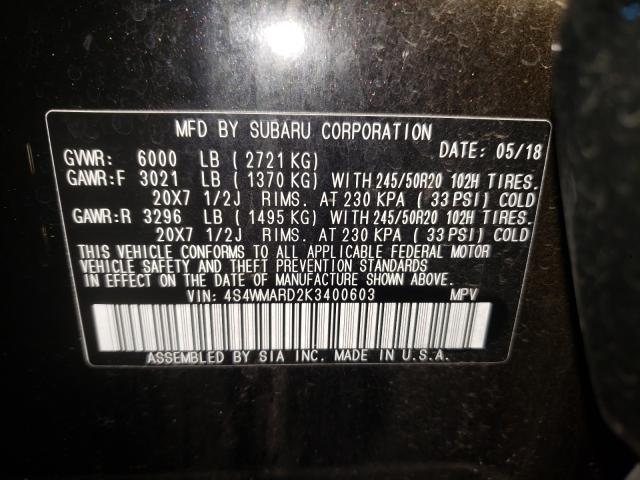 MFD BY SUBARU CORPORATION
GVWR: 6000 LB ( 2721 KG) DATE: 05/18
GAWR:F 3021 LB ( 1370 KG) WITH 245/50R20 102H TIRES.
20X7 1/2J RIMS. AT 230 KPA ( 33 PSI) COLD
GAWR:R 3296 LB ( 1495 KG) WITH 245/50R20 102H TIRES.
20X7 1/2J RIMS. AT 230 KPA ( 33 PSI) COLD
THIS VEHICLE CONFORMS TO ALL APPLICABLE FEDERAL MOTOR
VEHICLE SAFETY AND THEFT PREVENTION STANDARDS
IN EFFECT ON THE DATE OF MANUFACTURE SHOWN ABOVE.
VIN: 4S4WMARD2K3400603 MPV
ASSEMBLED BY SIA INC. MADE IN U.S.A.